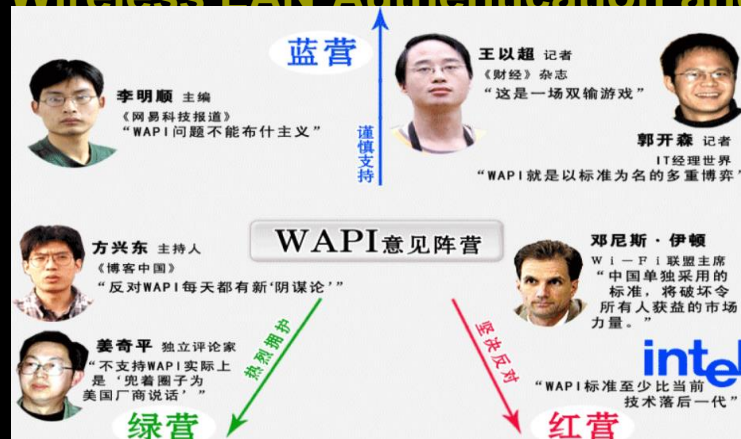 Wireless LAN Authentication and
蓝营
谨慎支持
李明顺 主编
《网易科技报道》
“WAPI问题不能布什主义”
王以超 记者
《财经》杂志
“这是一场双输游戏”
郭开森 记者
IT经理世界
“WAPI就是以标准为名的多重博弈”
WAPI意见阵营
方兴东 主持人
《博客中国》
“反对WAPI每天都有新‘阴谋论’”
姜奇平 独立评论家
“不支持WAPI实际上
是‘兜着圈子为
美国厂商说话’”
热烈拥护
绿营
邓尼斯·伊顿
Wi－Fi联盟主席
“中国单独采用的
标准，将破坏令
所有人获益的市场
力量。”
intel
“WAPI标准至少比当前
技术落后一代”
坚决反对
红营